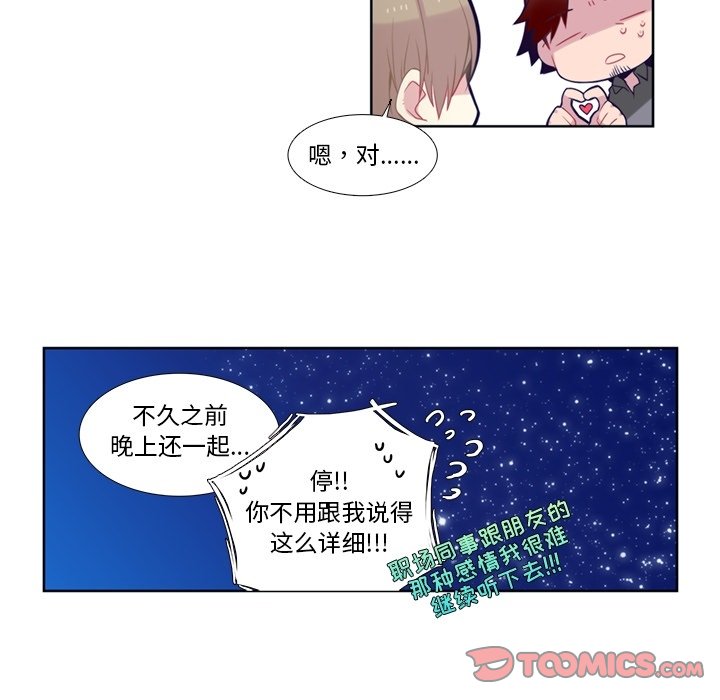 嗯，对......
不久之前
晚上还一起...
停!!
你不用跟我说得
这么详细!!!
职场同事跟朋友的
那种感情我很难
继续听下去!!!
TOOMICS.COM